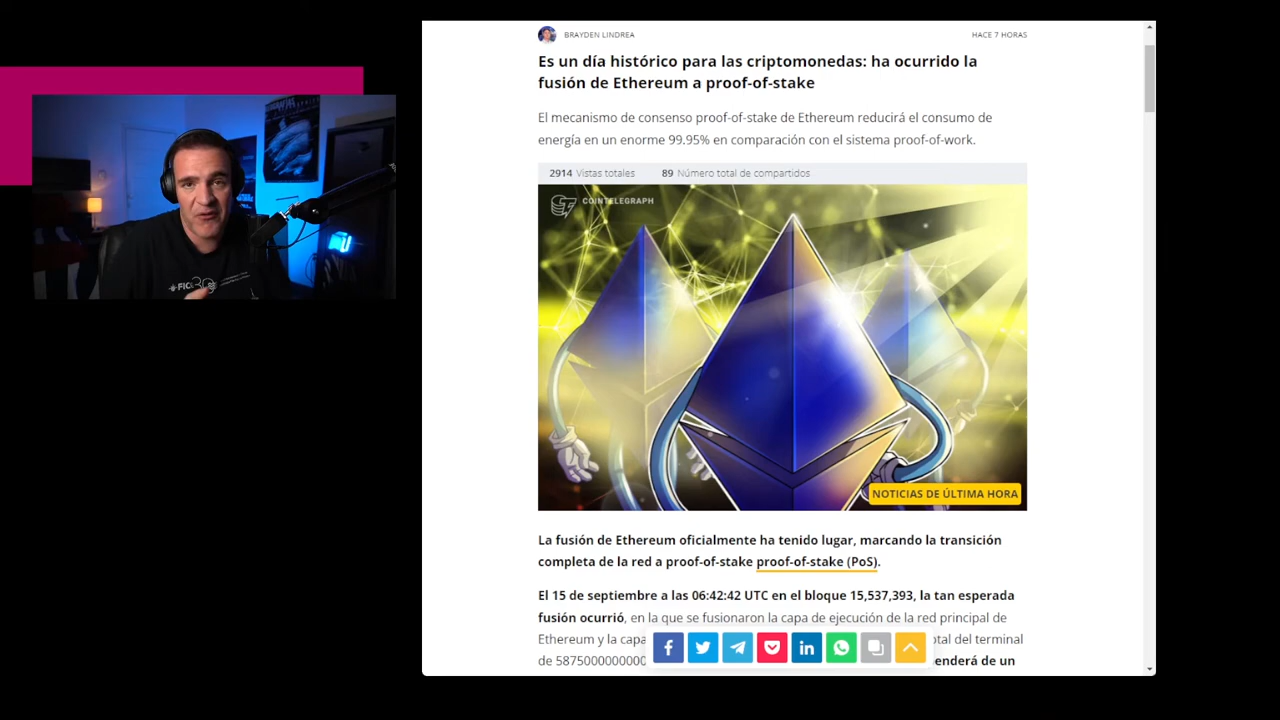 BRAYDEN LINDREA
HACE 7 HORAS
Es un día histórico para las criptomonedas: ha ocurrido la
fusión de Ethereum a proof-of-stake
El mecanismo de consenso proof-of-stake de Ethereum reducirá el consumo de
energía en un enorme 99.95% en comparación con el sistema proof-of-work.
2914 Vistas totales
89 Número total de compartidos
COINTELEGRAPH
NOTICIAS DE ÚLTIMA HORA
La fusión de Ethereum oficialmente ha tenido lugar, marcando la transición
completa de la red a proof-of-stake proof-of-stake (PoS).
El 15 de septiembre a las 06:42:42 UTC en el bloque 15,537,393, la tan esperada
fusión ocurrió, en la que se fusionaron la capa de ejecución de la red principal de
Ethereum y la capa
del terminal
de
de un